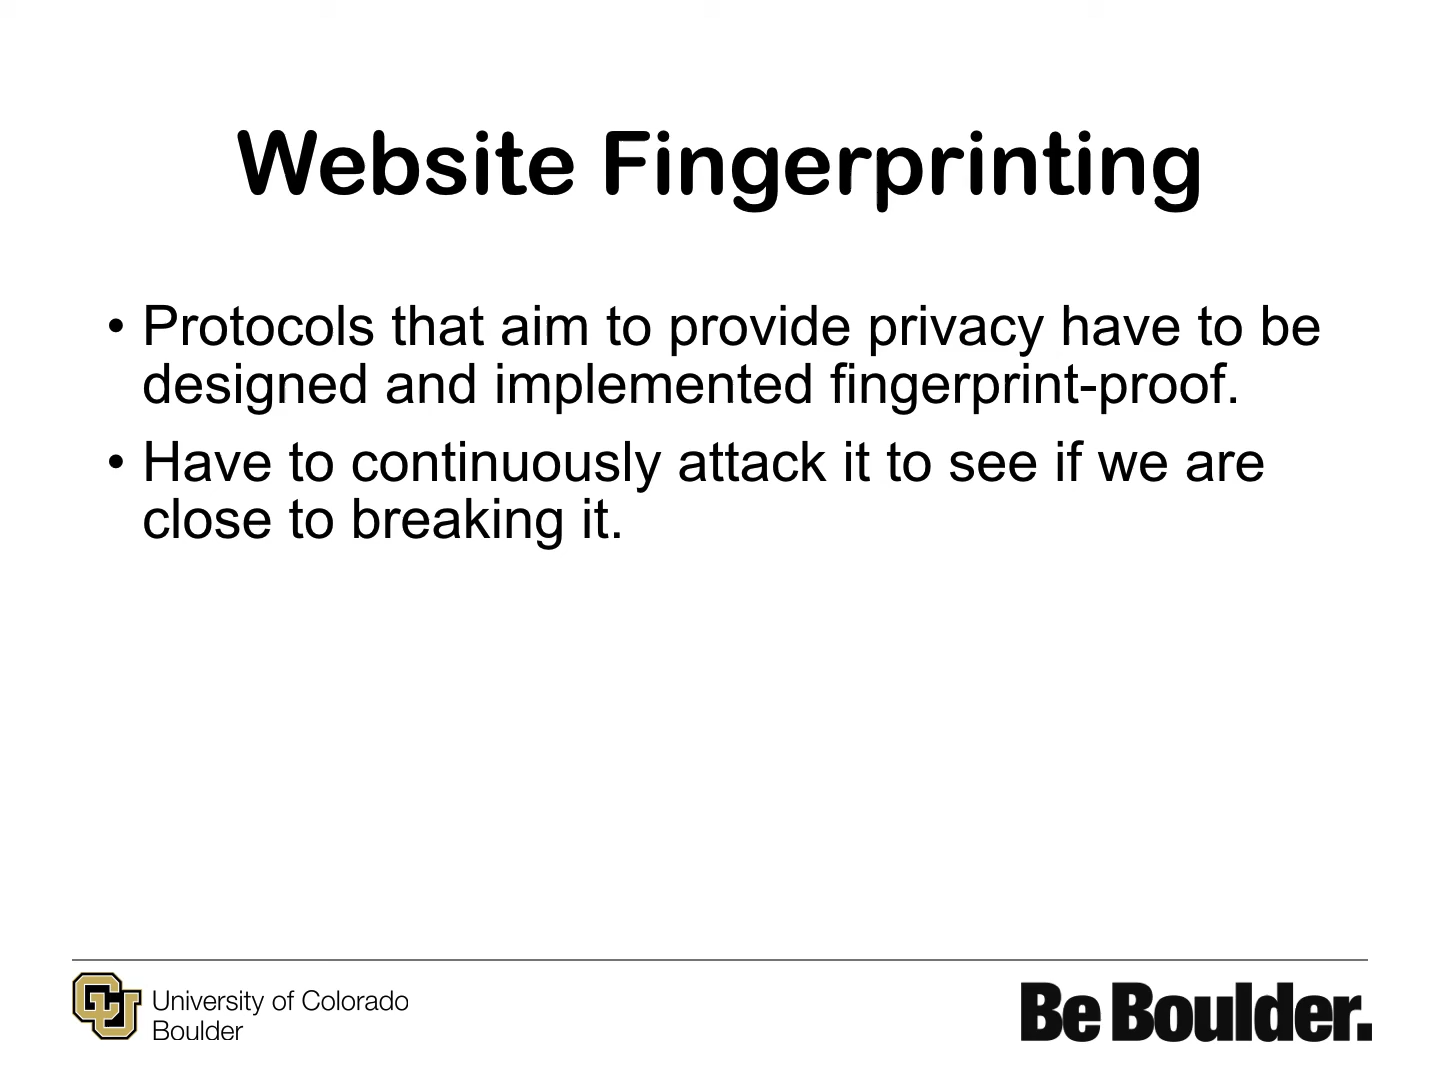 Website Fingerprinting
• Protocols that aim to provide privacy have to be
designed and implemented fingerprint-proof.
• Have to continuously attack it to see if we are
close to breaking it.
CU
University of Colorado
Boulder
Be Boulder.